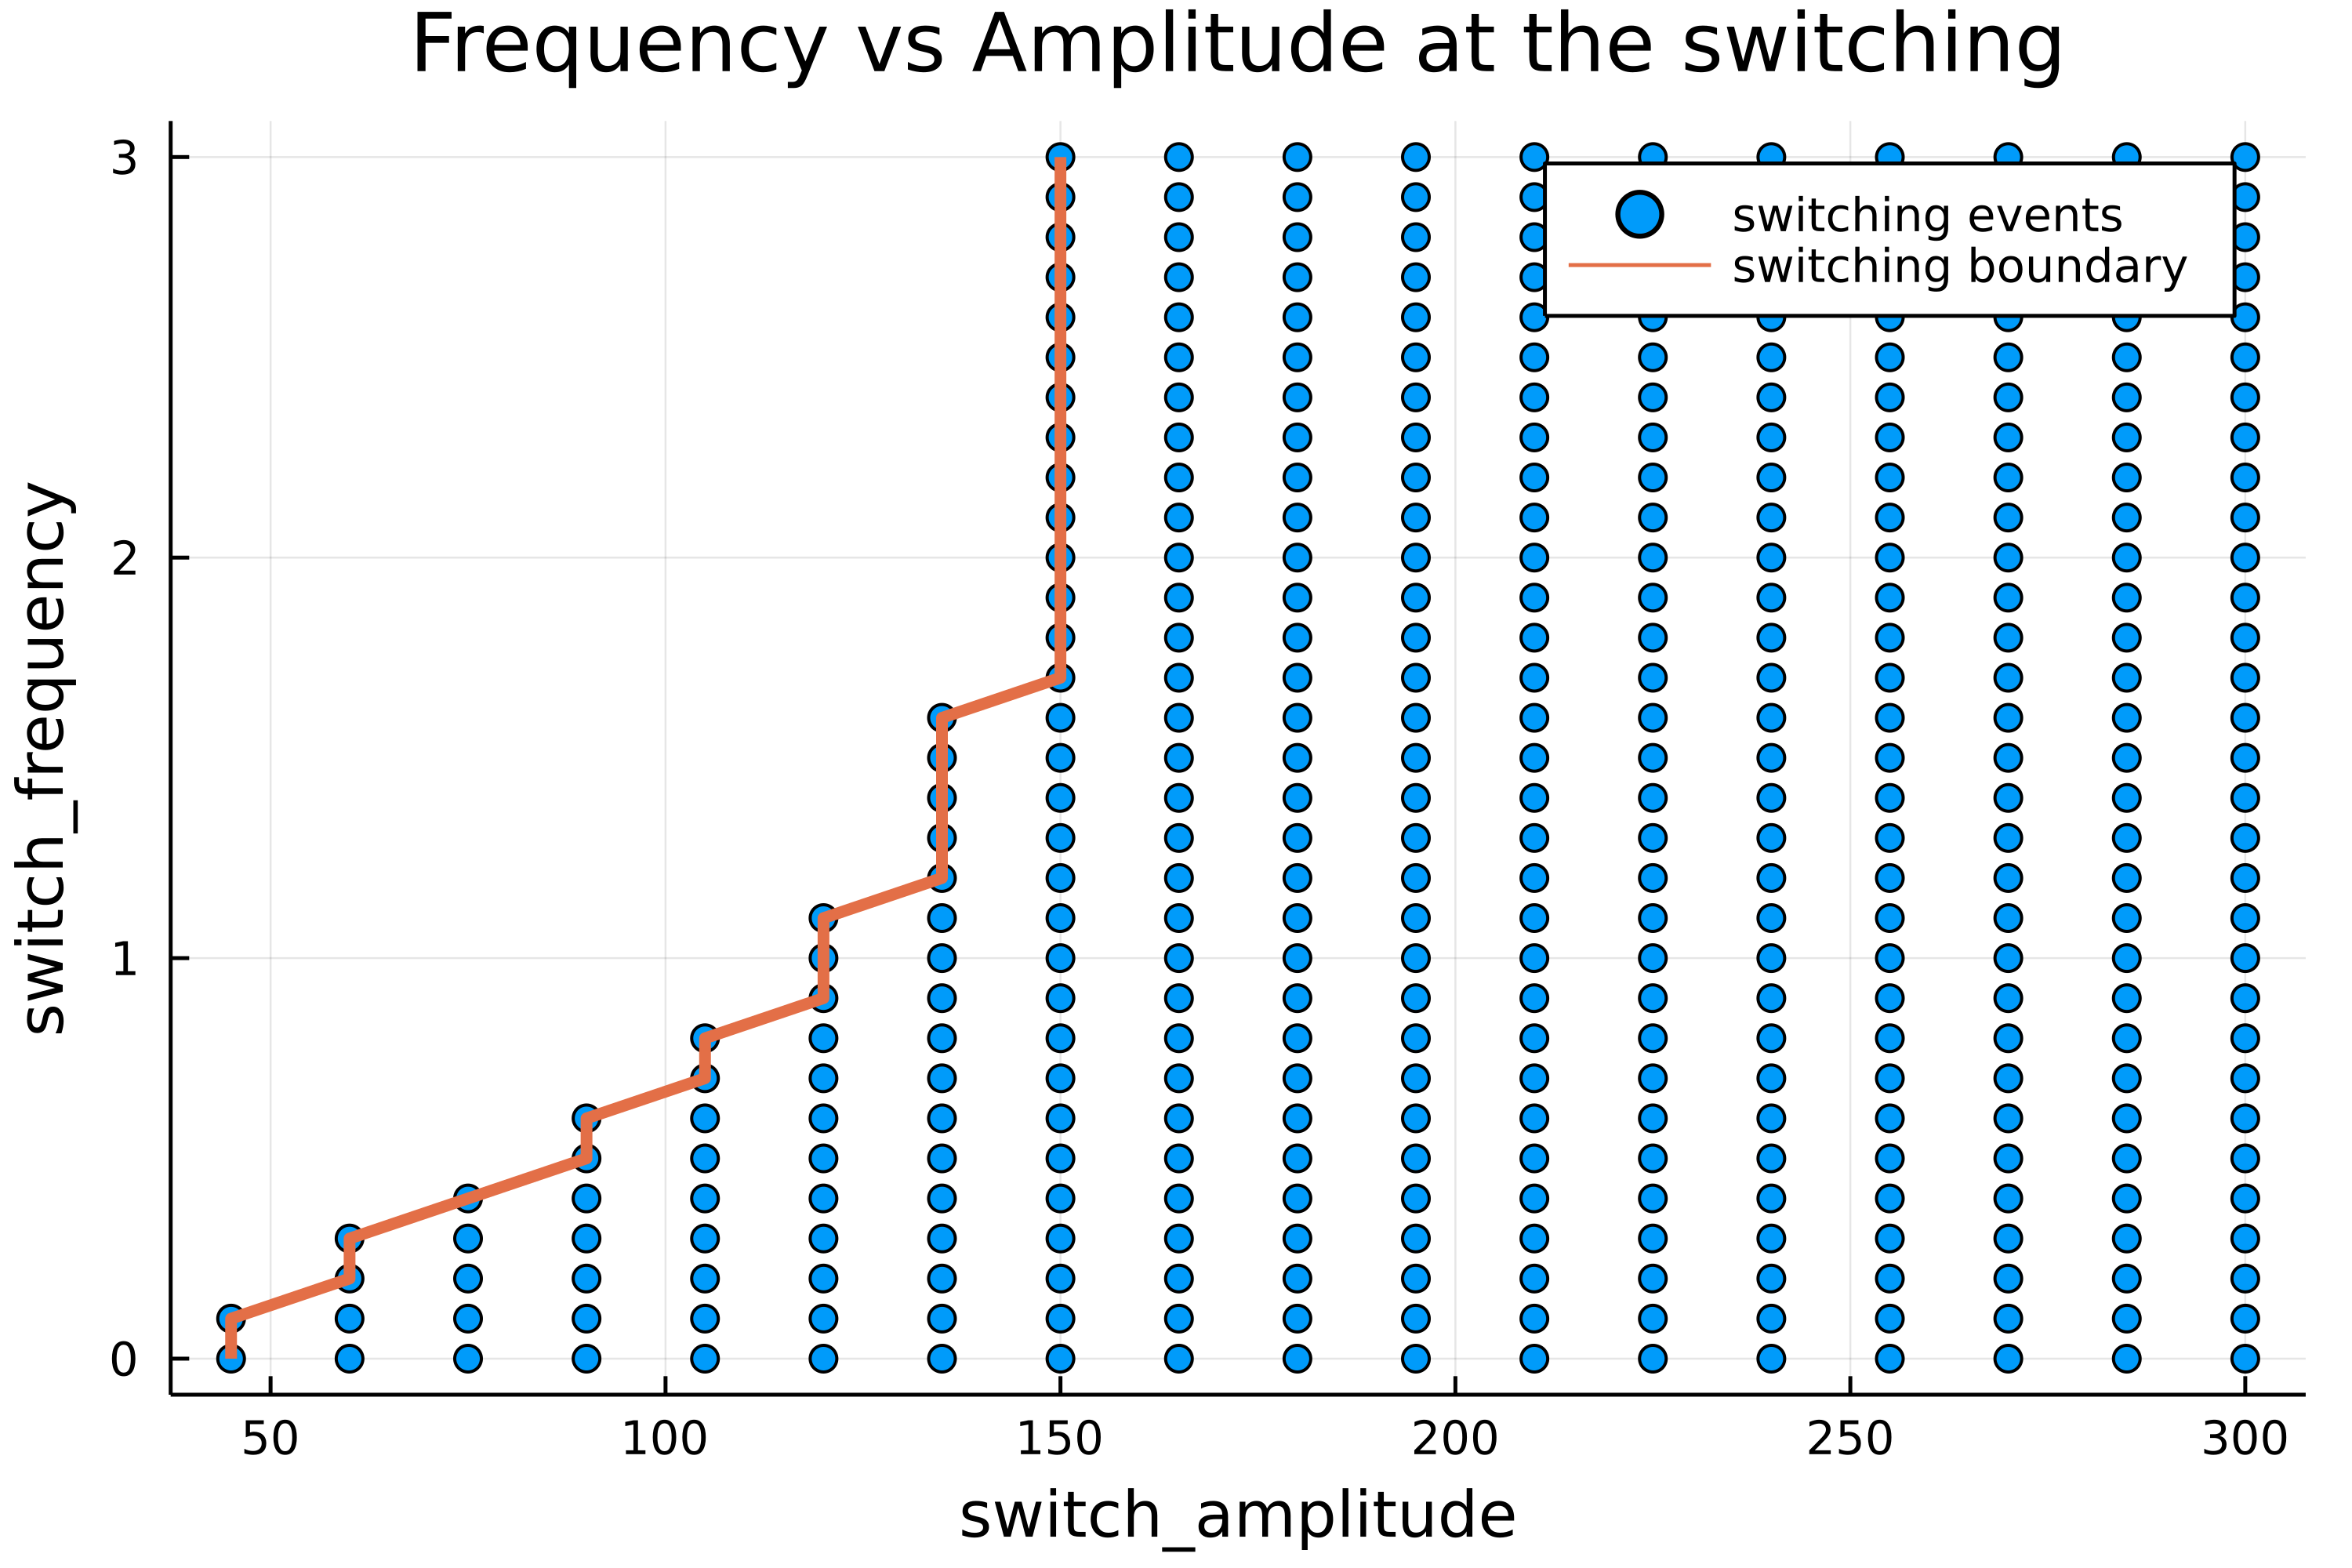 Frequency vs Amplitude at the switching
switching events
switching boundary
switch_frequency
3
2
1
0
50 100 150 200 250 300
switch_amplitude